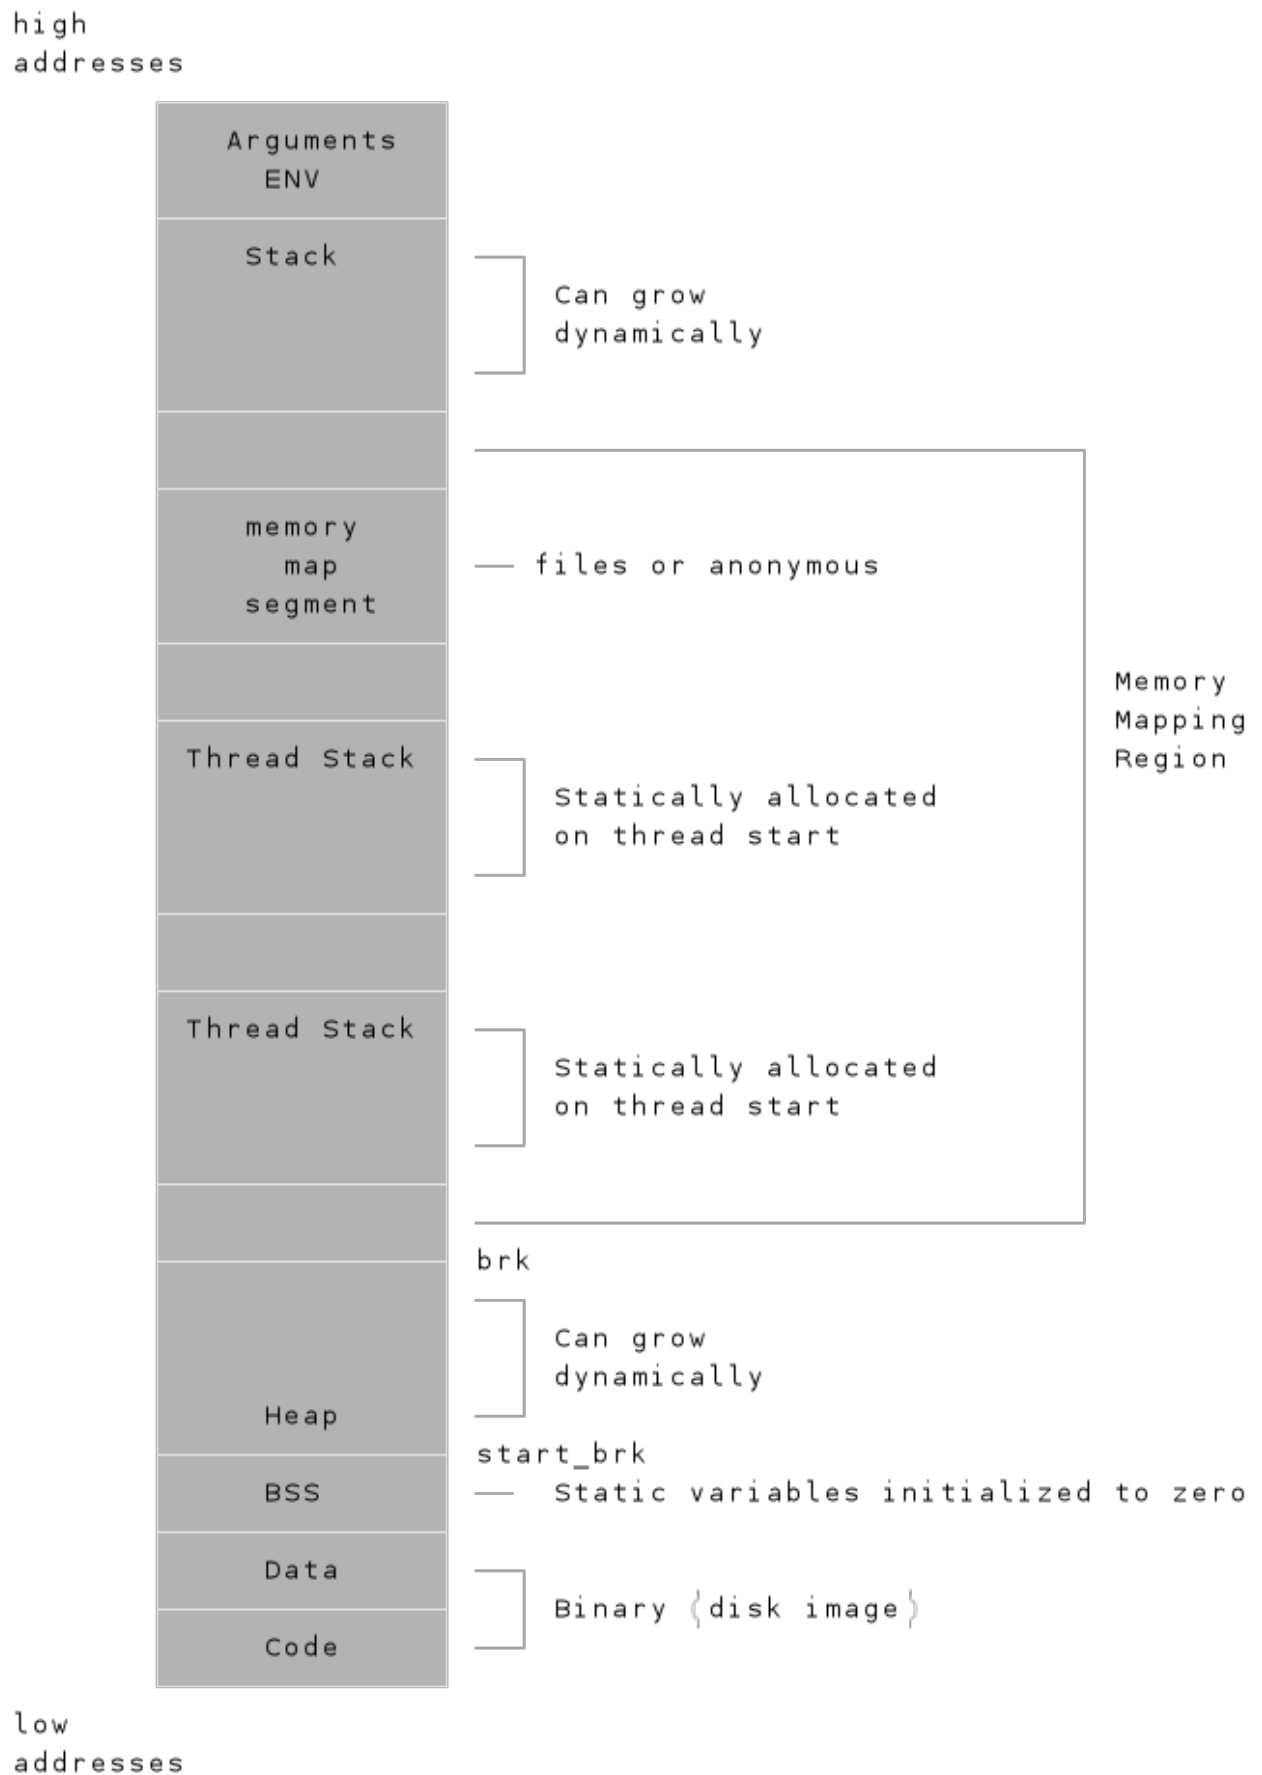 high
addresses
Arguments
ENV
Stack
Can grow
dynamically
memory
map
segment
files or anonymous
Memory
Mapping
Region
Thread Stack
Statically allocated
on thread start
Thread Stack
Statically allocated
on thread start
brk
Can grow
dynamically
Heap
start_brk
BSS
Static variables initialized to zero
Data
Binary (disk image)
Code
low
addresses